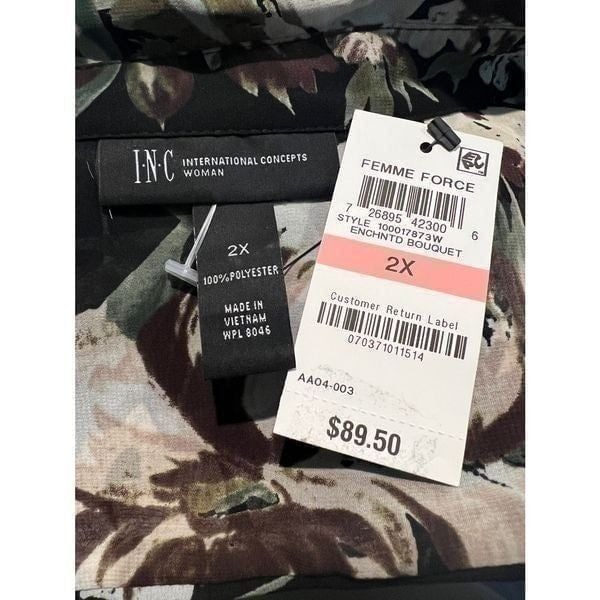 I·N·C INTERNATIONAL CONCEPTS
WOMAN
2X
100% POLYESTER
MADE IN
VIETNAM
WPL 8046
FEMME FORCE
7 26895 42300 6
STYLE 100017873W
ENCHNTD BOUQUET
2X
Customer Return Label
070371011514
AA04-003
$89.50